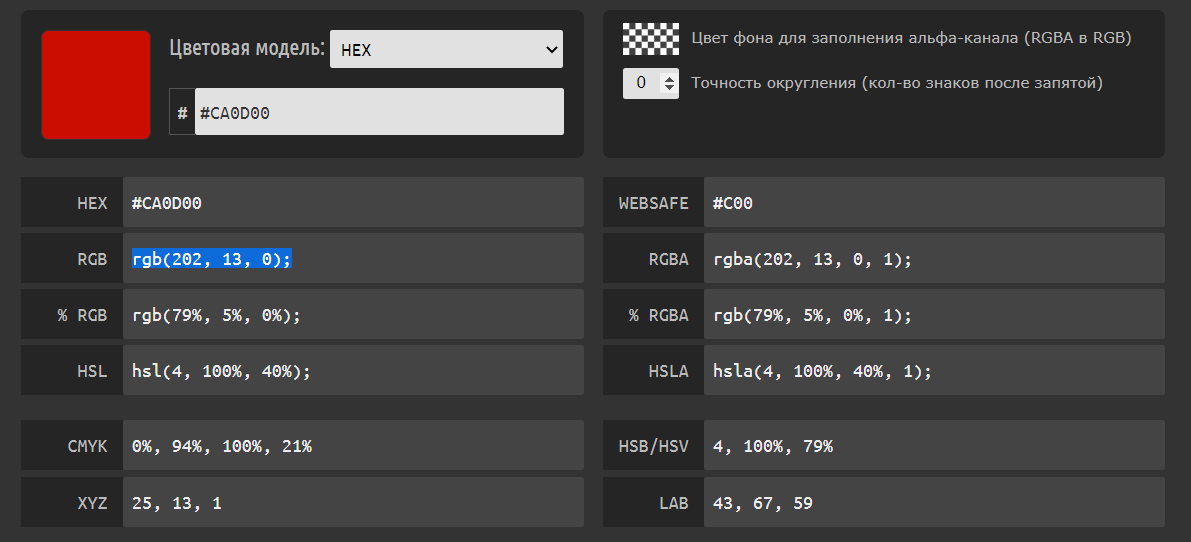 Цветовая модель: HEX
# #CA0D00
Цвет фона для заполнения альфа-канала (RGBA в RGB)
0 Точность округления (кол-во знаков после запятой)
HEX #CA0D00
WEBSAFE #C00
RGB rgb(202, 13, 0);
RGBA rgba(202, 13, 0, 1);
% RGB rgb(79%, 5%, 0%);
% RGBA rgb(79%, 5%, 0%, 1);
HSL hsl(4, 100%, 40%);
HSLA hsla(4, 100%, 40%, 1);
CMYK 0%, 94%, 100%, 21%
HSB/HSV 4, 100%, 79%
XYZ 25, 13, 1
LAB 43, 67, 59